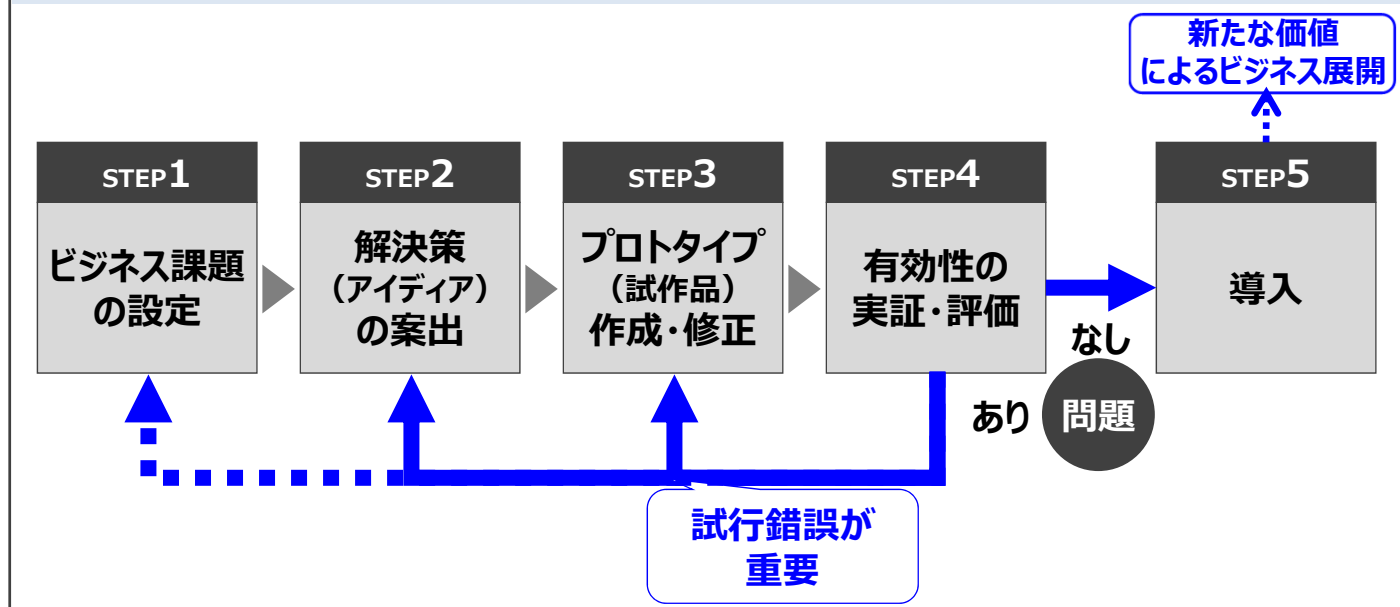 新たな価値
によるビジネス展開
STEP1
ビジネス課題
の設定
STEP2
解決策
（アイディア）
の案出
STEP3
プロトタイプ
（試作品）
作成・修正
STEP4
有効性の
実証・評価
STEP5
導入
なし
あり
問題
試行錯誤が
重要